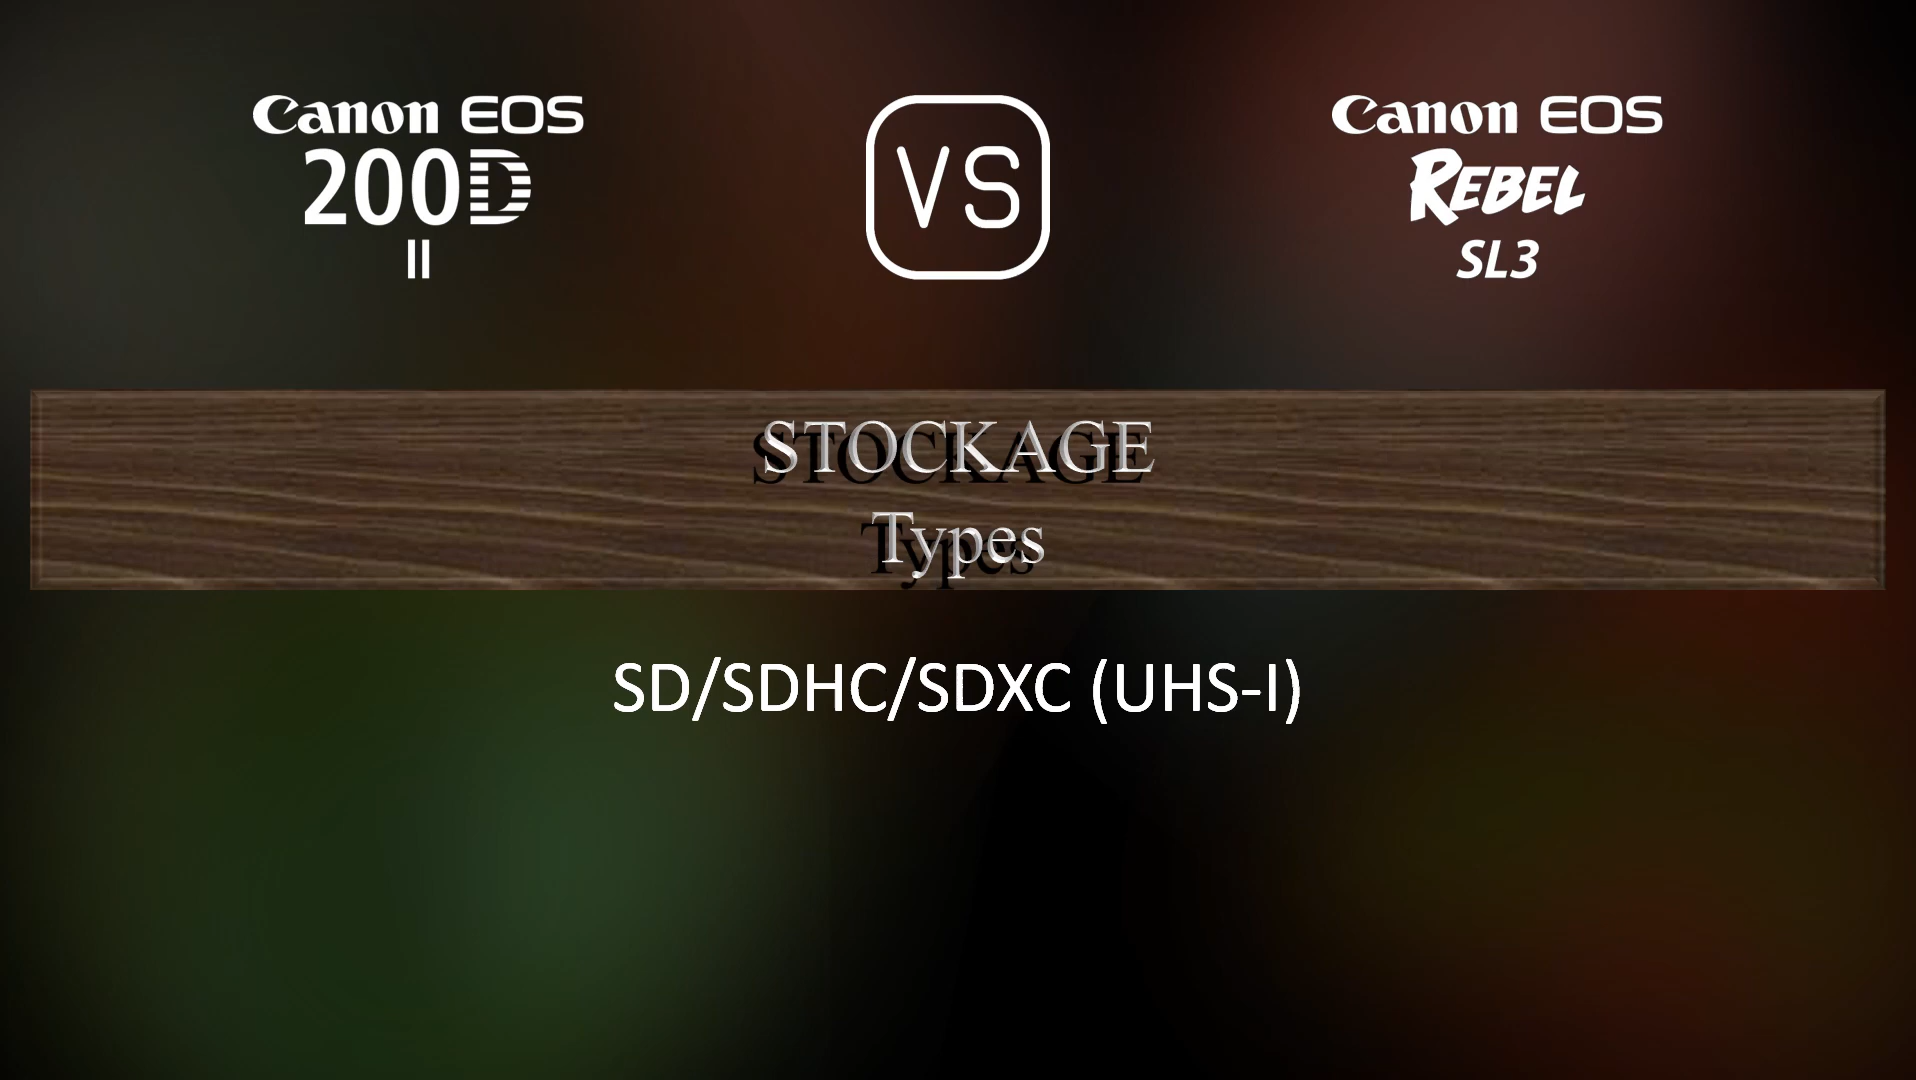 Canon EOS
200D
II
VS
Canon EOS
REBEL
SL3
STOCKAGE
Types
SD/SDHC/SDXC (UHS-I)